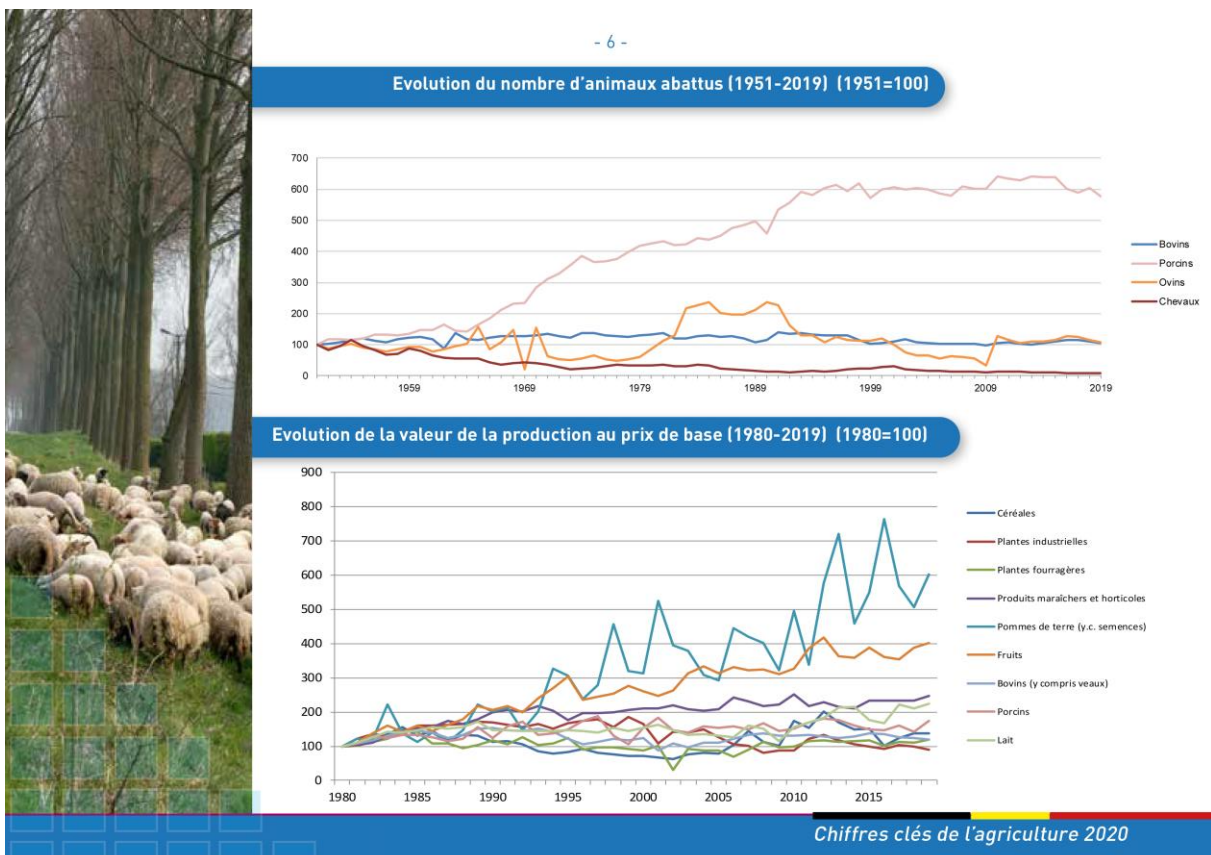 - 6 -
Evolution du nombre d'animaux abattus (1951-2019) (1951=100)
700
600
500
400
300
200
100
0
1959
1969
1979
1989
1999
2009
2019
Bovins
Porcins
Ovins
Chevaux
Evolution de la valeur de la production au prix de base (1980-2019) (1980=100)
900
800
700
600
500
400
300
200
100
0
1980
1985
1990
1995
2000
2005
2010
2015
Céréales
Plantes industrielles
Plantes fourragères
Produits maraîchers et horticoles
Pommes de terre (y.c. semences)
Fruits
Bovins (y compris veaux)
Porcins
Lait
Chiffres clés de l'agriculture 2020